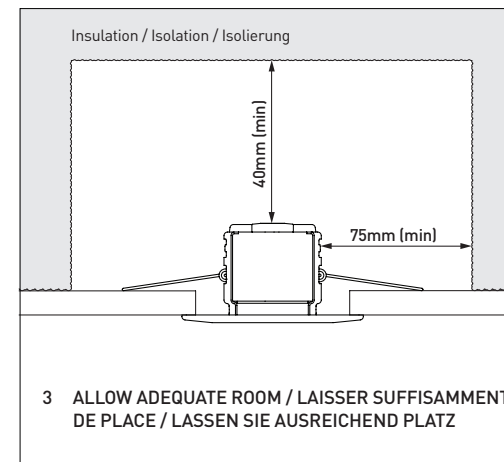 Insulation / Isolation / Isolierung
40mm (min)
75mm (min)
3 ALLOW ADEQUATE ROOM / LAISSER SUFFISAMMENT
DE PLACE / LASSEN SIE AUSREICHEND PLATZ